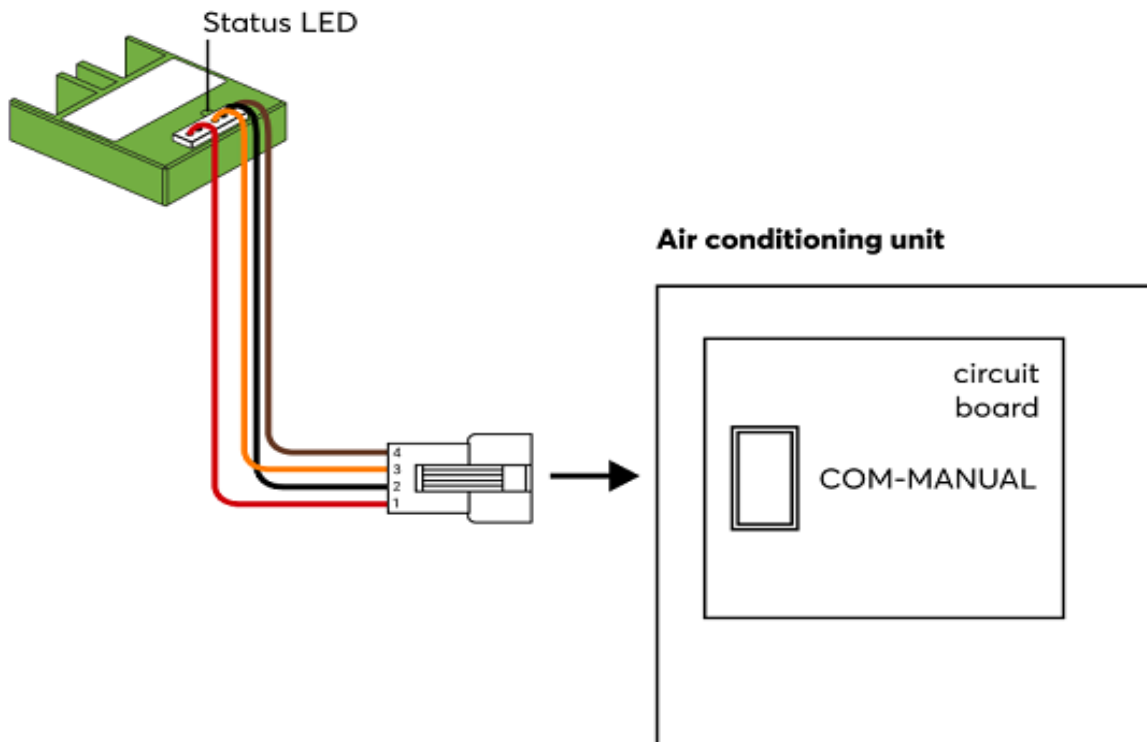 Status LED
Air conditioning unit
circuit
board
COM-MANUAL
4
3
2
1